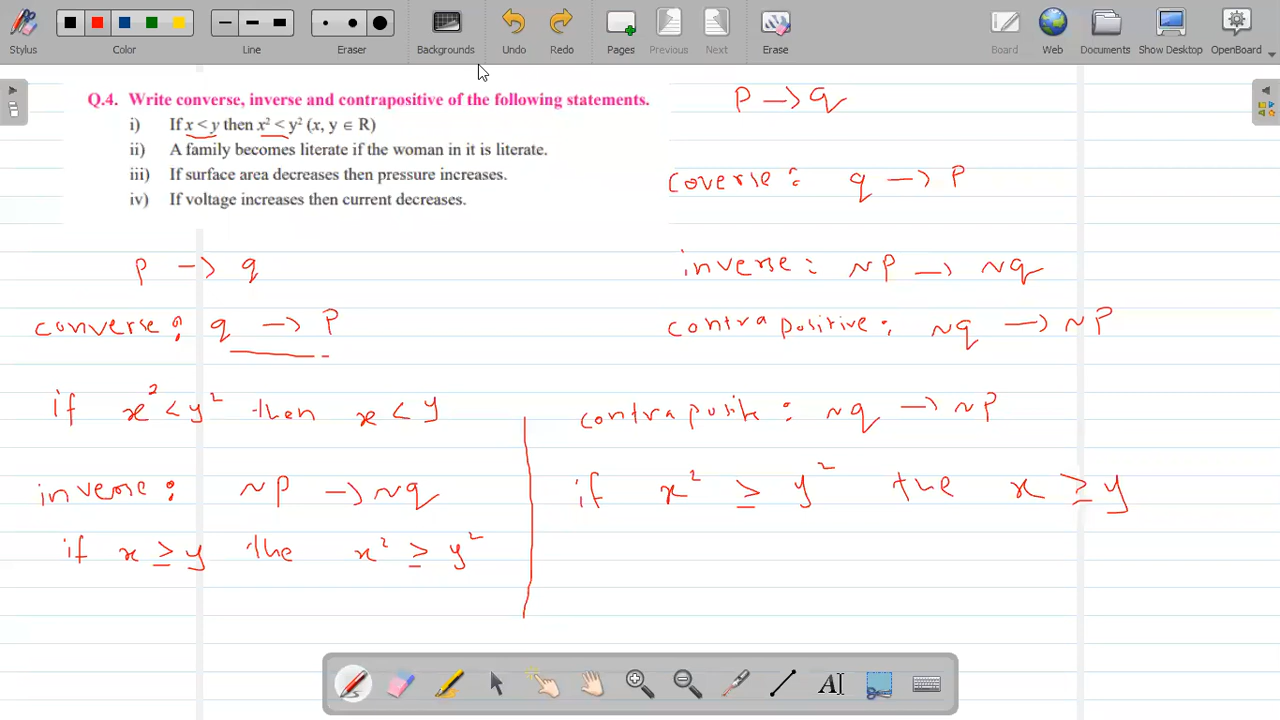 Stylus Color Line Eraser Backgrounds Undo Redo Pages Previous Next Erase Board Web Documents Show Desktop OpenBoard
Q.4. Write converse, inverse and contrapositive of the following statements.
i) If x < y then x² < y² (x, y ∈ R)
ii) A family becomes literate if the woman in it is literate.
iii) If surface area decreases then pressure increases.
iv) If voltage increases then current decreases.
p → q
coverse : q → p
inverse : ~p → ~q
contrapositive : ~q → ~p
p → q
converse : q → p
if x² < y² then x < y
inverse : ~p → ~q
if x ≥ y the x² ≥ y²
contraposite : ~q → ~p
if x² ≥ y² the x ≥ y